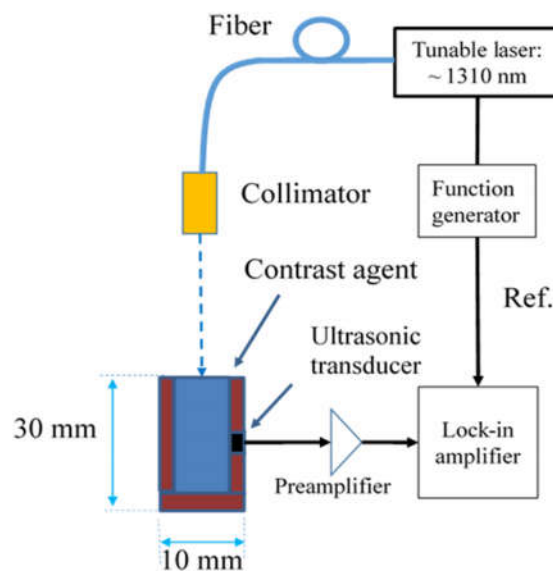 Fiber
Tunable laser:
~ 1310 nm
Collimator
Function
generator
Contrast agent
Ref.
Ultrasonic
transducer
30 mm
Lock-in
amplifier
Preamplifier
10 mm